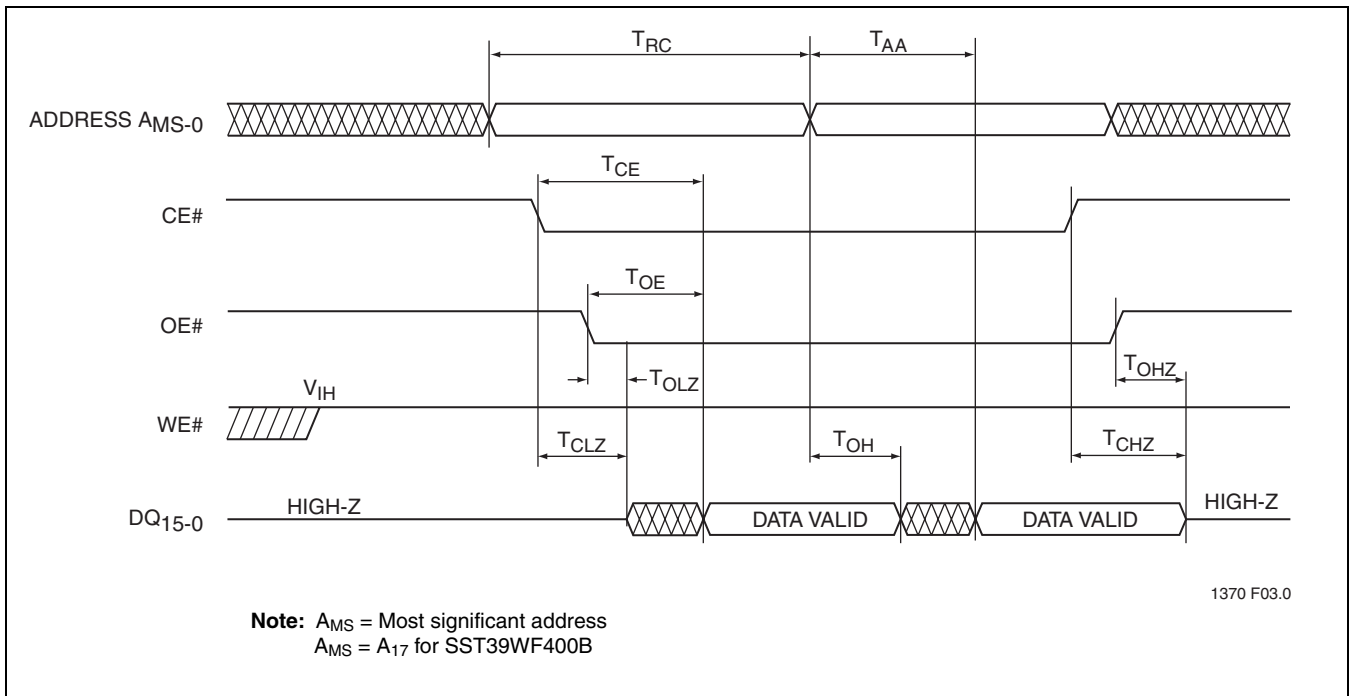 TRC
TAA
ADDRESS AMS-0
TCE
CE#
TOE
OE#
TOHZ
TOLZ
VIH
WE#
TCLZ
TOH
TCHZ
HIGH-Z
HIGH-Z
DQ15-0
DATA VALID
DATA VALID
1370 F03.0
Note: AMS = Most significant address
AMS = A17 for SST39WF400B